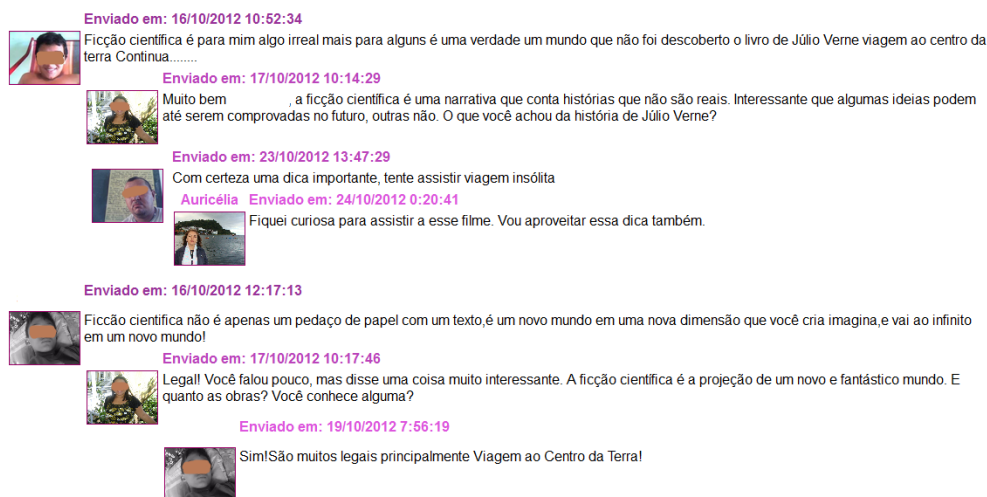 Enviado em: 16/10/2012 10:52:34
Ficção científica é para mim algo irreal mais para alguns é uma verdade um mundo que não foi descoberto o livro de Júlio Verne viagem ao centro da
terra Continua........
Enviado em: 17/10/2012 10:14:29
Muito bem , a ficção científica é uma narrativa que conta histórias que não são reais. Interessante que algumas ideias podem
até serem comprovadas no futuro, outras não. O que você achou da história de Júlio Verne?
Enviado em: 23/10/2012 13:47:29
Com certeza uma dica importante, tente assistir viagem insólita
Auricélia Enviado em: 24/10/2012 0:20:41
Fiquei curiosa para assistir a esse filme. Vou aproveitar essa dica também.
Enviado em: 16/10/2012 12:17:13
Ficcão cientifica não é apenas um pedaço de papel com um texto,é um novo mundo em uma nova dimensão que você cria imagina,e vai ao infinito
em um novo mundo!
Enviado em: 17/10/2012 10:17:46
Legal! Você falou pouco, mas disse uma coisa muito interessante. A ficção científica é a projeção de um novo e fantástico mundo. E
quanto as obras? Você conhece alguma?
Enviado em: 19/10/2012 7:56:19
Sim!São muitos legais principalmente Viagem ao Centro da Terra!